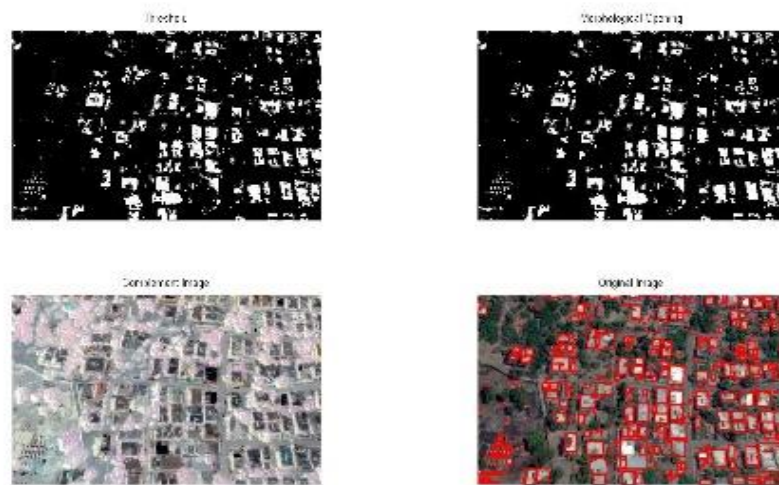 Threshold
Morphological Opening
Complement Image
Original Image